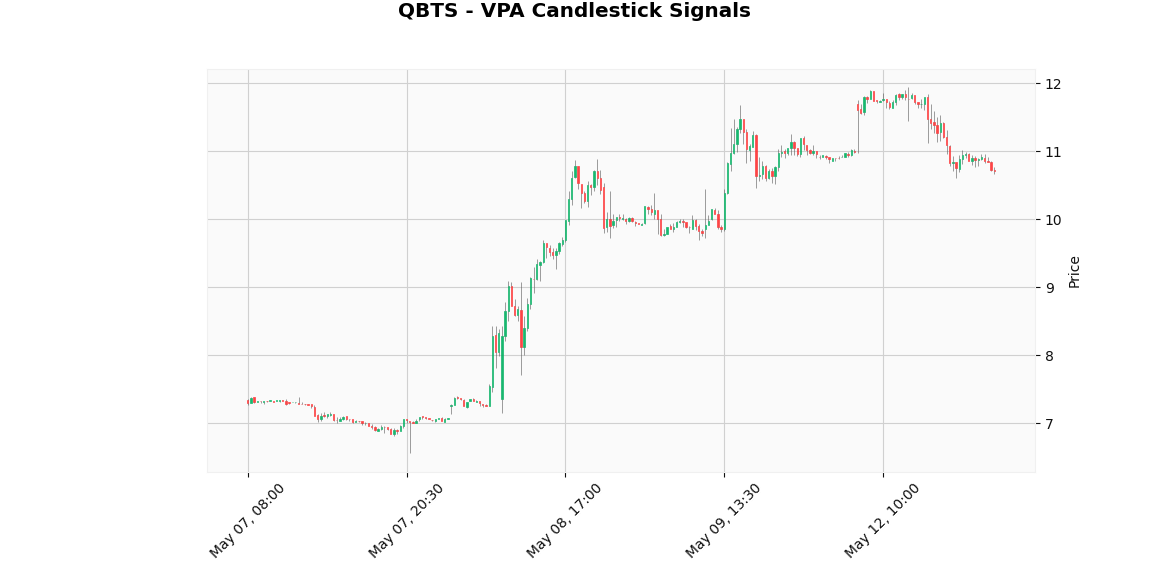 QBTS - VPA Candlestick Signals
12
11
10
9
8
7
Price
May 07, 08:00
May 07, 20:30
May 08, 17:00
May 09, 13:30
May 12, 10:00